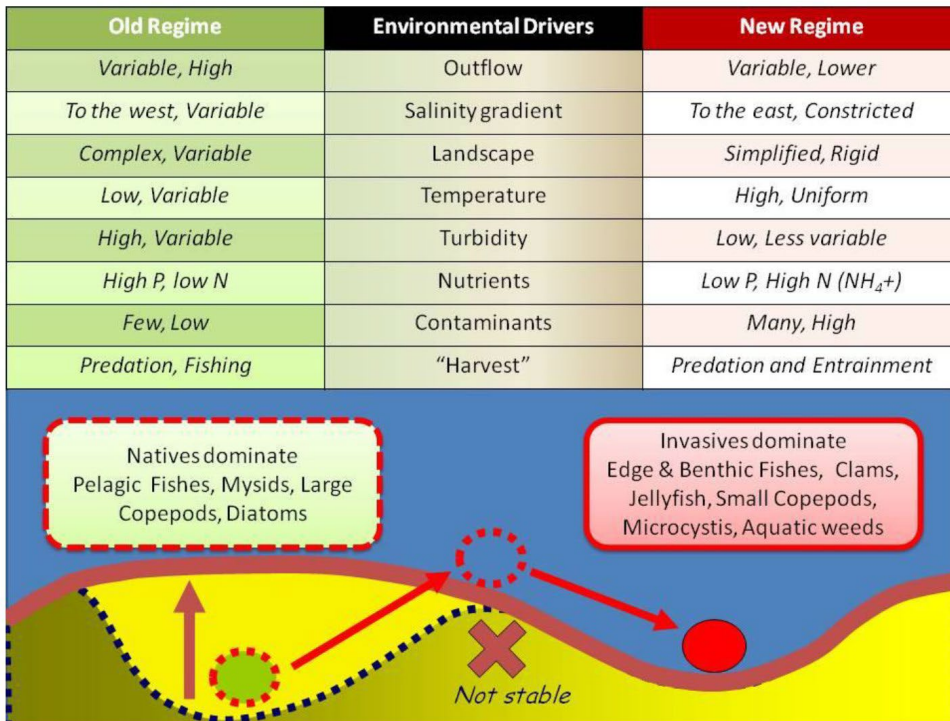 Old Regime Environmental Drivers New Regime
Variable, High Outflow Variable, Lower
To the west, Variable Salinity gradient To the east, Constricted
Complex, Variable Landscape Simplified, Rigid
Low, Variable Temperature High, Uniform
High, Variable Turbidity Low, Less variable
High P, low N Nutrients Low P, High N (NH₄+)
Few, Low Contaminants Many, High
Predation, Fishing “Harvest” Predation and Entrainment
Natives dominate
Pelagic Fishes, Mysids, Large
Copepods, Diatoms
Invasives dominate
Edge & Benthic Fishes, Clams,
Jellyfish, Small Copepods,
Microcystis, Aquatic weeds
Not stable